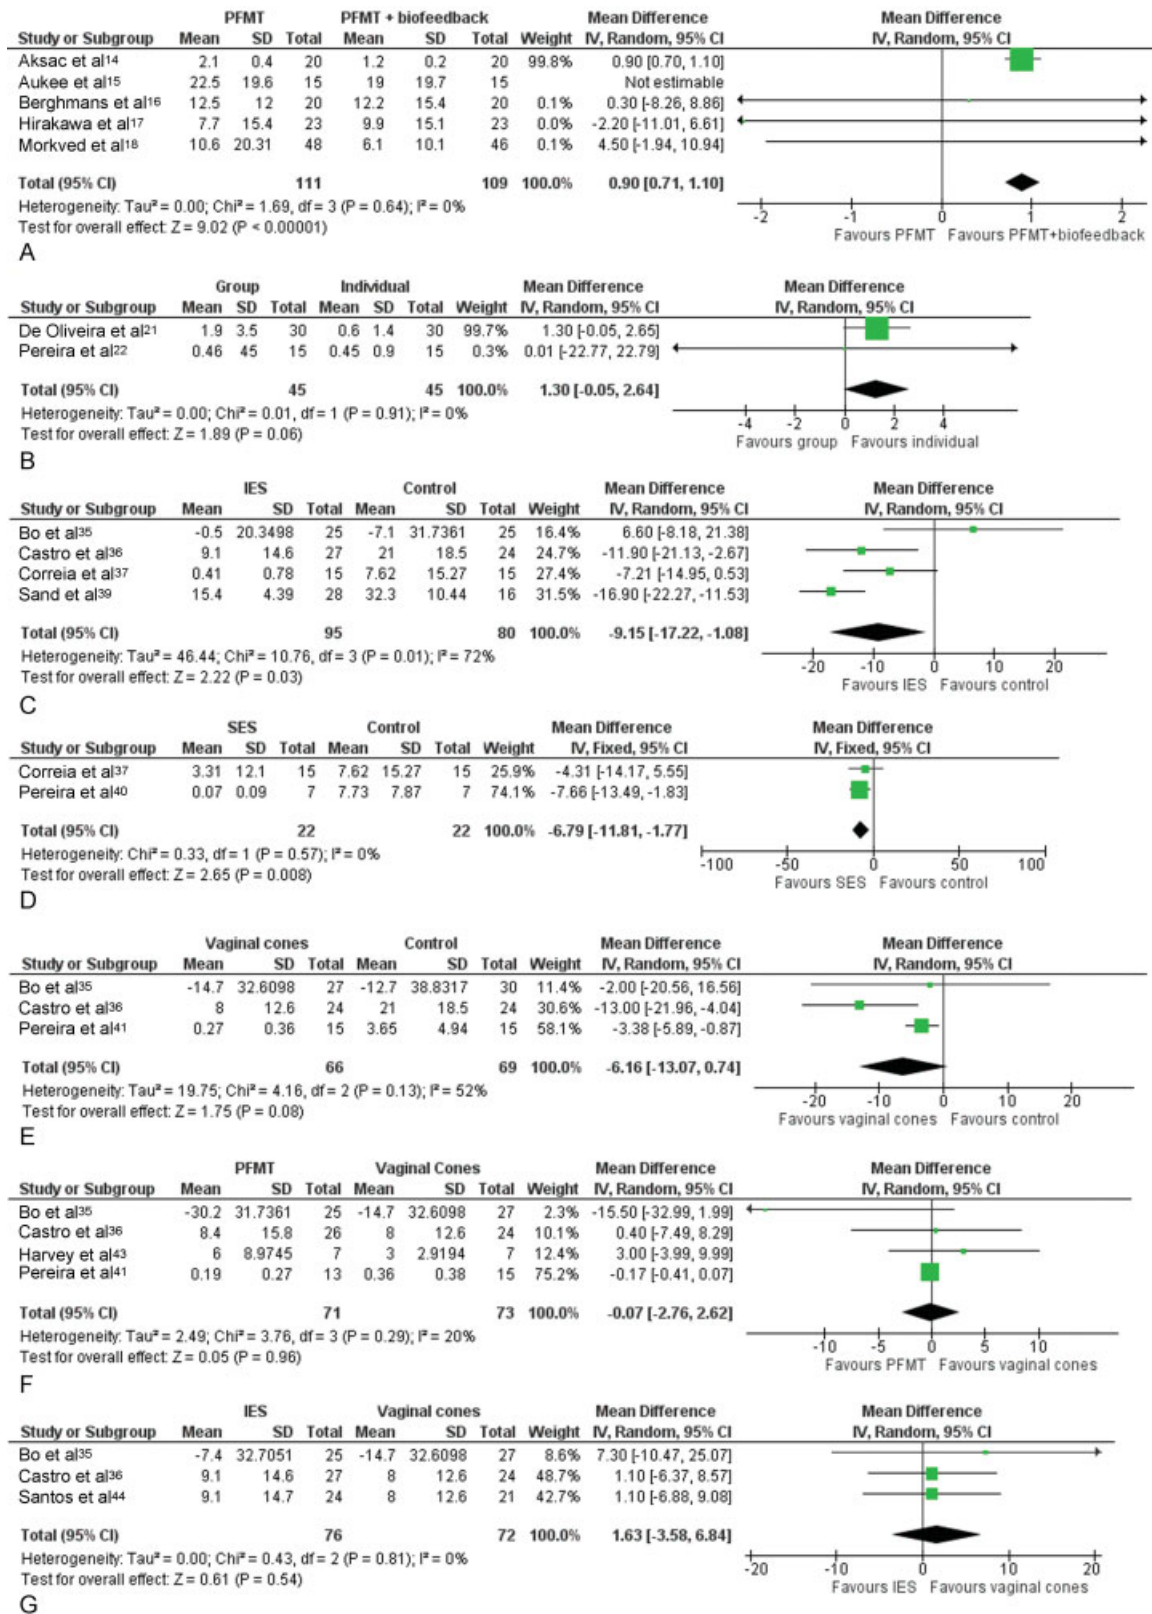 PFMT PFMT + biofeedback Mean Difference Mean Difference
Study or Subgroup Mean SD Total Mean SD Total Weight IV, Random, 95% CI IV, Random, 95% CI
Aksac et al14 2.1 0.4 20 1.2 0.2 20 99.8% 0.90 [0.70, 1.10]
Aukee et al15 22.5 19.6 15 19 19.7 15 Not estimable
Berghmans et al16 12.5 12 20 12.2 15.4 20 0.1% 0.30 [-8.26, 8.86]
Hirakawa et al17 7.7 15.4 23 9.9 15.1 23 0.0% -2.20 [-11.01, 6.61]
Morkved et al18 10.6 20.31 48 6.1 10.1 46 0.1% 4.50 [-1.94, 10.94]
Total (95% CI) 111 109 100.0% 0.90 [0.71, 1.10]
Heterogeneity: Tau² = 0.00; Chi² = 1.69, df = 3 (P = 0.64); I² = 0%
Test for overall effect: Z = 9.02 (P < 0.00001)
-2 -1 0 1 2
Favours PFMT Favours PFMT+biofeedback
A
Group Individual Mean Difference Mean Difference
Study or Subgroup Mean SD Total Mean SD Total Weight IV, Random, 95% CI IV, Random, 95% CI
De Oliveira et al21 1.9 3.5 30 0.6 1.4 30 99.7% 1.30 [-0.05, 2.65]
Pereira et al22 0.46 45 15 0.45 0.9 15 0.3% 0.01 [-22.77, 22.79]
Total (95% CI) 45 45 100.0% 1.30 [-0.05, 2.64]
Heterogeneity: Tau² = 0.00; Chi² = 0.01, df = 1 (P = 0.91); I² = 0%
Test for overall effect: Z = 1.89 (P = 0.06)
-4 -2 0 2 4
Favours group Favours individual
B
IES Control Mean Difference Mean Difference
Study or Subgroup Mean SD Total Mean SD Total Weight IV, Random, 95% CI IV, Random, 95% CI
Bo et al35 -0.5 20.3498 25 -7.1 31.7361 25 16.4% 6.60 [-8.18, 21.38]
Castro et al36 9.1 14.6 27 21 18.5 24 24.7% -11.90 [-21.13, -2.67]
Correia et al37 0.41 0.78 15 7.62 15.27 15 27.4% -7.21 [-14.95, 0.53]
Sand et al39 15.4 4.39 28 32.3 10.44 16 31.5% -16.90 [-22.27, -11.53]
Total (95% CI) 95 80 100.0% -9.15 [-17.22, -1.08]
Heterogeneity: Tau² = 46.44; Chi² = 10.76, df = 3 (P = 0.01); I² = 72%
Test for overall effect: Z = 2.22 (P = 0.03)
-20 -10 0 10 20
Favours IES Favours control
C
SES Control Mean Difference Mean Difference
Study or Subgroup Mean SD Total Mean SD Total Weight IV, Fixed, 95% CI IV, Fixed, 95% CI
Correia et al37 3.31 12.1 15 7.62 15.27 15 25.9% -4.31 [-14.17, 5.55]
Pereira et al40 0.07 0.09 7 7.73 7.87 7 74.1% -7.66 [-13.49, -1.83]
Total (95% CI) 22 22 100.0% -6.79 [-11.81, -1.77]
Heterogeneity: Chi² = 0.33, df = 1 (P = 0.57); I² = 0%
Test for overall effect: Z = 2.65 (P = 0.008)
-100 -50 0 50 100
Favours SES Favours control
D
Vaginal cones Control Mean Difference Mean Difference
Study or Subgroup Mean SD Total Mean SD Total Weight IV, Random, 95% CI IV, Random, 95% CI
Bo et al35 -14.7 32.6098 27 -12.7 38.8317 30 11.4% -2.00 [-20.56, 16.56]
Castro et al36 8 12.6 24 21 18.5 24 30.6% -13.00 [-21.96, -4.04]
Pereira et al41 0.27 0.36 15 3.65 4.94 15 58.1% -3.38 [-5.89, -0.87]
Total (95% CI) 66 69 100.0% -6.16 [-13.07, 0.74]
Heterogeneity: Tau² = 19.75; Chi² = 4.16, df = 2 (P = 0.13); I² = 52%
Test for overall effect: Z = 1.75 (P = 0.08)
-20 -10 0 10 20
Favours vaginal cones Favours control
E
PFMT Vaginal Cones Mean Difference Mean Difference
Study or Subgroup Mean SD Total Mean SD Total Weight IV, Random, 95% CI IV, Random, 95% CI
Bo et al35 -30.2 31.7361 25 -14.7 32.6098 27 2.3% -15.50 [-32.99, 1.99]
Castro et al36 8.4 15.8 26 8 12.6 24 10.1% 0.40 [-7.49, 8.29]
Harvey et al43 6 8.9745 7 3 2.9194 7 12.4% 3.00 [-3.99, 9.99]
Pereira et al41 0.19 0.27 13 0.36 0.38 15 75.2% -0.17 [-0.41, 0.07]
Total (95% CI) 71 73 100.0% -0.07 [-2.76, 2.62]
Heterogeneity: Tau² = 2.49; Chi² = 3.76, df = 3 (P = 0.29); I² = 20%
Test for overall effect: Z = 0.05 (P = 0.96)
-10 -5 0 5 10
Favours PFMT Favours vaginal cones
F
IES Vaginal cones Mean Difference Mean Difference
Study or Subgroup Mean SD Total Mean SD Total Weight IV, Random, 95% CI IV, Random, 95% CI
Bo et al35 -7.4 32.7051 25 -14.7 32.6098 27 8.6% 7.30 [-10.47, 25.07]
Castro et al36 9.1 14.6 27 8 12.6 24 48.7% 1.10 [-6.37, 8.57]
Santos et al44 9.1 14.7 24 8 12.6 21 42.7% 1.10 [-6.88, 9.08]
Total (95% CI) 76 72 100.0% 1.63 [-3.58, 6.84]
Heterogeneity: Tau² = 0.00; Chi² = 0.43, df = 2 (P = 0.81); I² = 0%
Test for overall effect: Z = 0.61 (P = 0.54)
-20 -10 0 10 20
Favours IES Favours vaginal cones
G